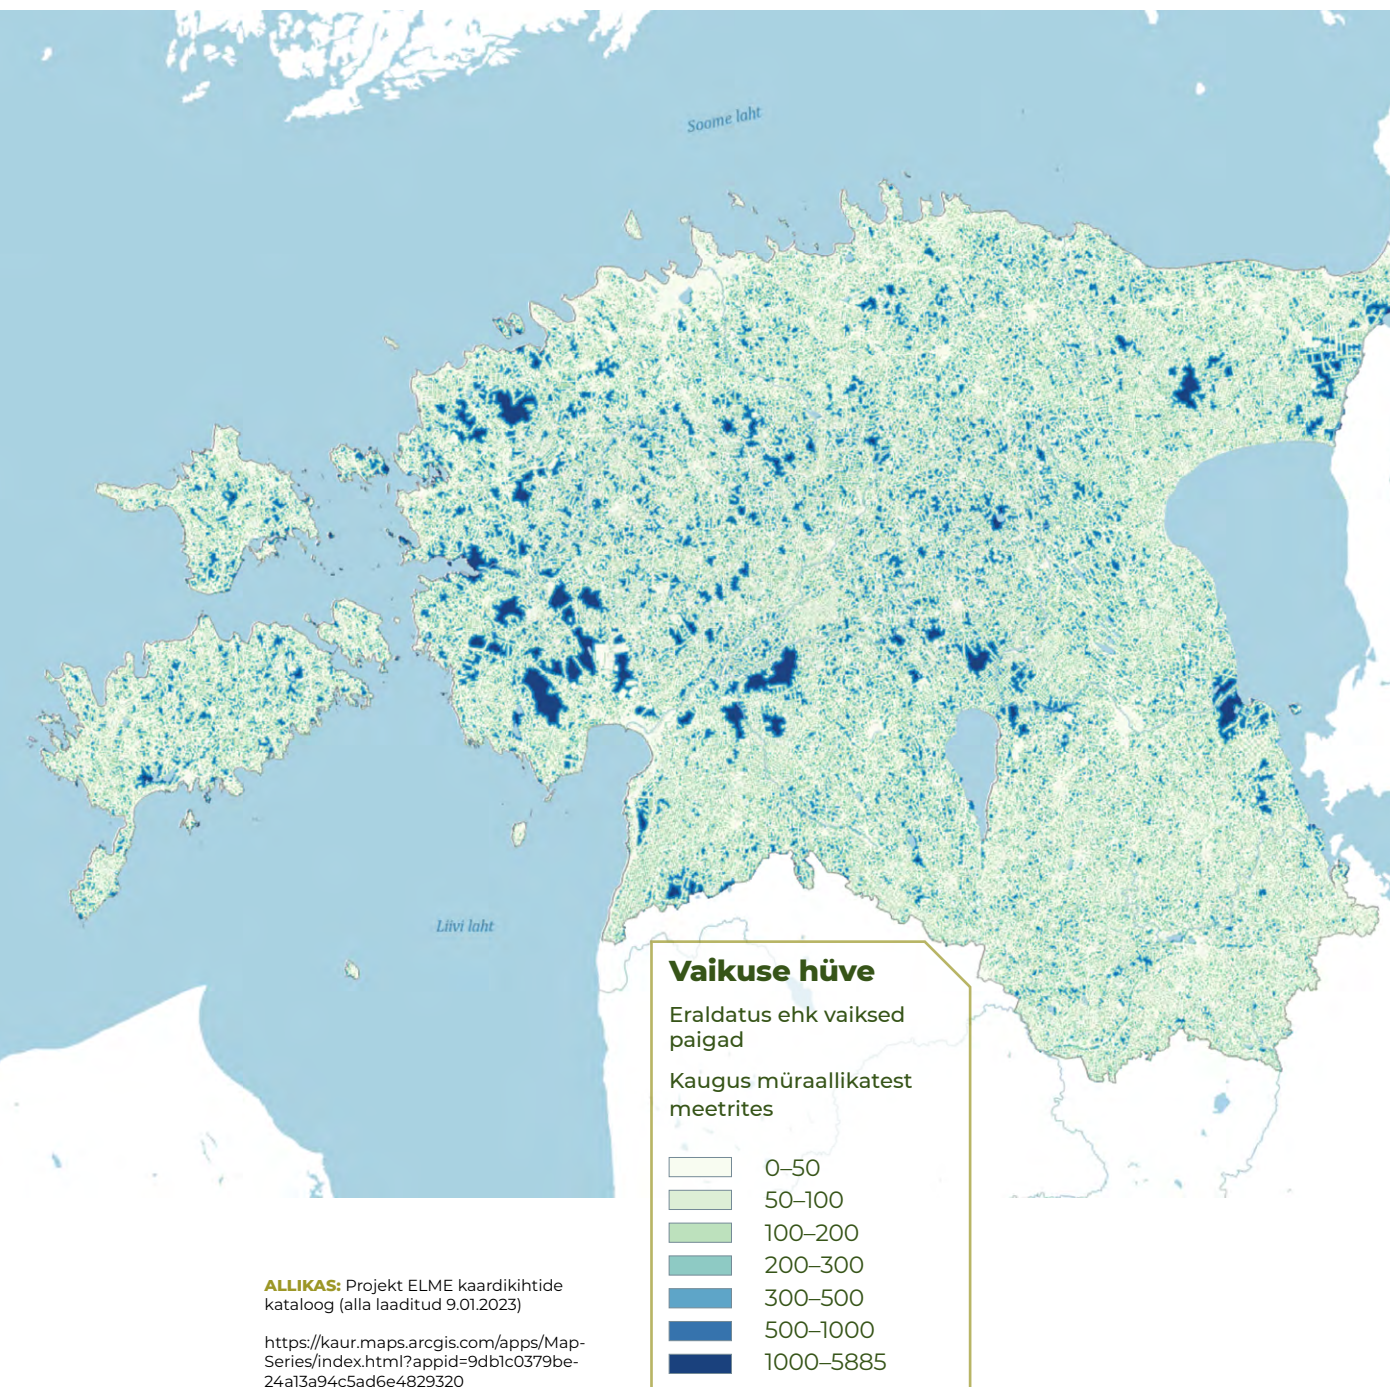 Soome laht
Liivi laht
Vaikuse hüve
Eraldatus ehk vaiksed
paigad
Kaugus müraallikatest
meetrites
0–50
50–100
100–200
200–300
300–500
500–1000
1000–5885
ALLIKAS: Projekt ELME kaardikihtide
kataloog (alla laaditud 9.01.2023)
https://kaur.maps.arcgis.com/apps/Map-
Series/index.html?appid=9db1c0379be-
24a13a94c5ad6e4829320